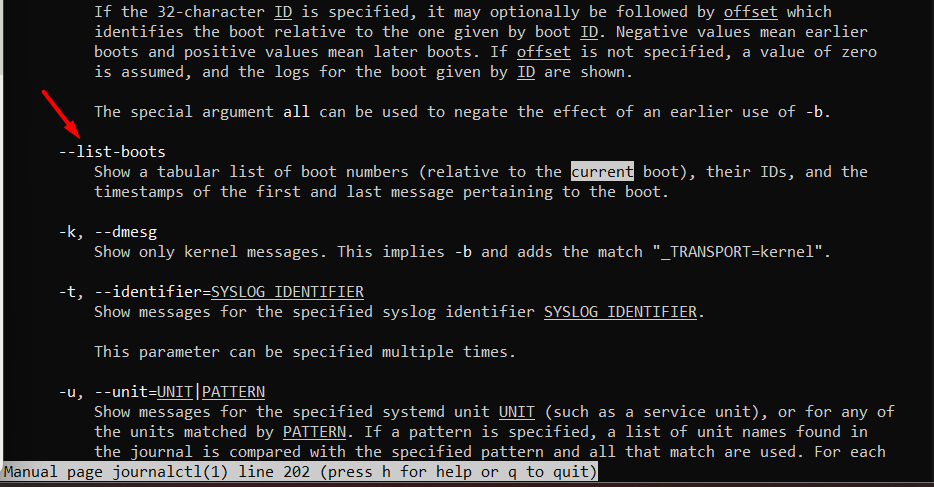 If the 32-character ID is specified, it may optionally be followed by offset which
identifies the boot relative to the one given by boot ID. Negative values mean earlier
boots and positive values mean later boots. If offset is not specified, a value of zero
is assumed, and the logs for the boot given by ID are shown.
The special argument all can be used to negate the effect of an earlier use of -b.
--list-boots
Show a tabular list of boot numbers (relative to the current boot), their IDs, and the
timestamps of the first and last message pertaining to the boot.
-k, --dmesg
Show only kernel messages. This implies -b and adds the match "_TRANSPORT=kernel".
-t, --identifier=SYSLOG_IDENTIFIER
Show messages for the specified syslog identifier SYSLOG_IDENTIFIER.
This parameter can be specified multiple times.
-u, --unit=UNIT|PATTERN
Show messages for the specified systemd unit UNIT (such as a service unit), or for any of
the units matched by PATTERN. If a pattern is specified, a list of unit names found in
the journal is compared with the specified pattern and all that match are used. For each
Manual page journalctl(1) line 202 (press h for help or q to quit)